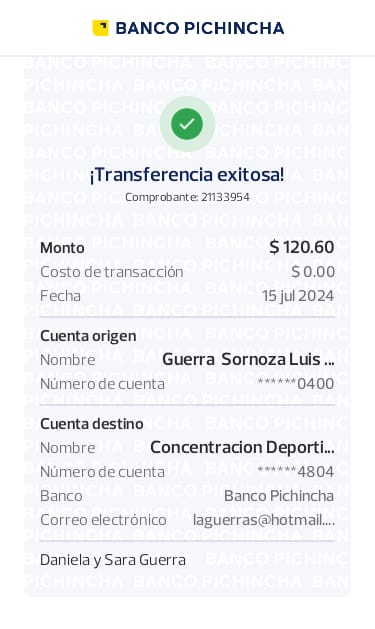 BANCO PICHINCHA
¡Transferencia exitosa!
Comprobante: 21133954
Monto $ 120.60
Costo de transacción $ 0.00
Fecha 15 jul 2024
Cuenta origen
Nombre Guerra Sornoza Luis ...
Número de cuenta ******0400
Cuenta destino
Nombre Concentracion Deporti...
Número de cuenta ******4804
Banco Banco Pichincha
Correo electrónico laguerras@hotmail....
Daniela y Sara Guerra